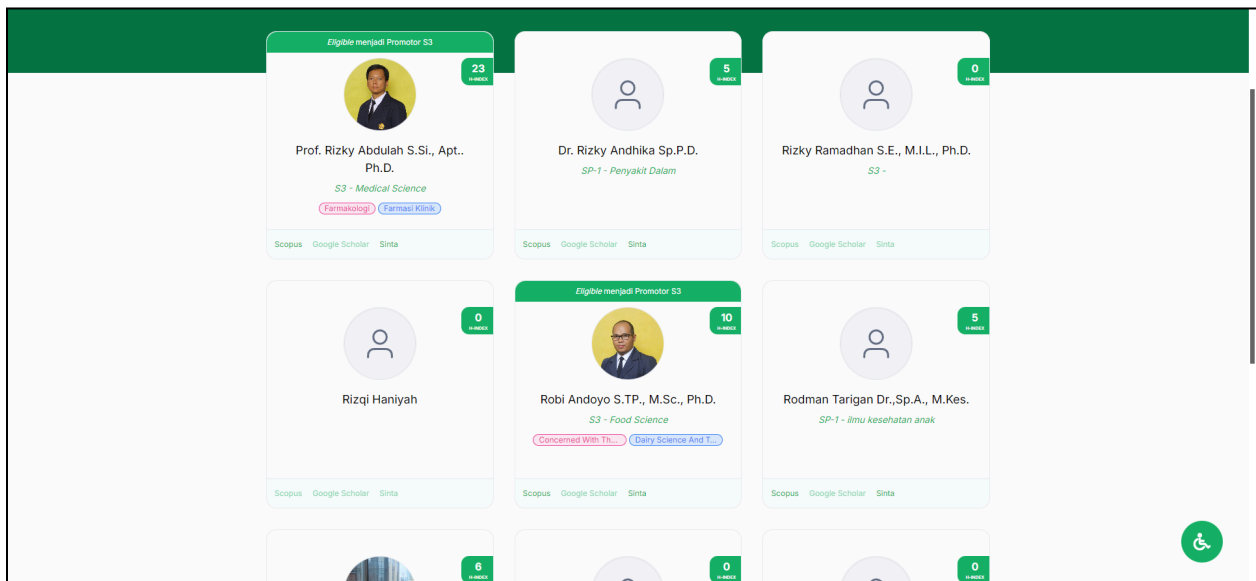 Eligible menjadi Promotor S3
23
H-INDEX
Prof. Rizky Abdulah S.Si., Apt..
Ph.D.
S3 - Medical Science
Farmakologi Farmasi Klinik
Scopus Google Scholar Sinta
5
H-INDEX
Dr. Rizky Andhika Sp.P.D.
SP-1 - Penyakit Dalam
Scopus Google Scholar Sinta
0
H-INDEX
Rizky Ramadhan S.E., M.I.L., Ph.D.
S3 -
Scopus Google Scholar Sinta
0
H-INDEX
Rizqi Haniyah
Scopus Google Scholar Sinta
Eligible menjadi Promotor S3
10
H-INDEX
Robi Andoyo S.TP., M.Sc., Ph.D.
S3 - Food Science
Concerned With Th... Dairy Science And T...
Scopus Google Scholar Sinta
5
H-INDEX
Rodman Tarigan Dr.,Sp.A., M.Kes.
SP-1 - ilmu kesehatan anak
Scopus Google Scholar Sinta
6
H-INDEX
0
H-INDEX
0
H-INDEX